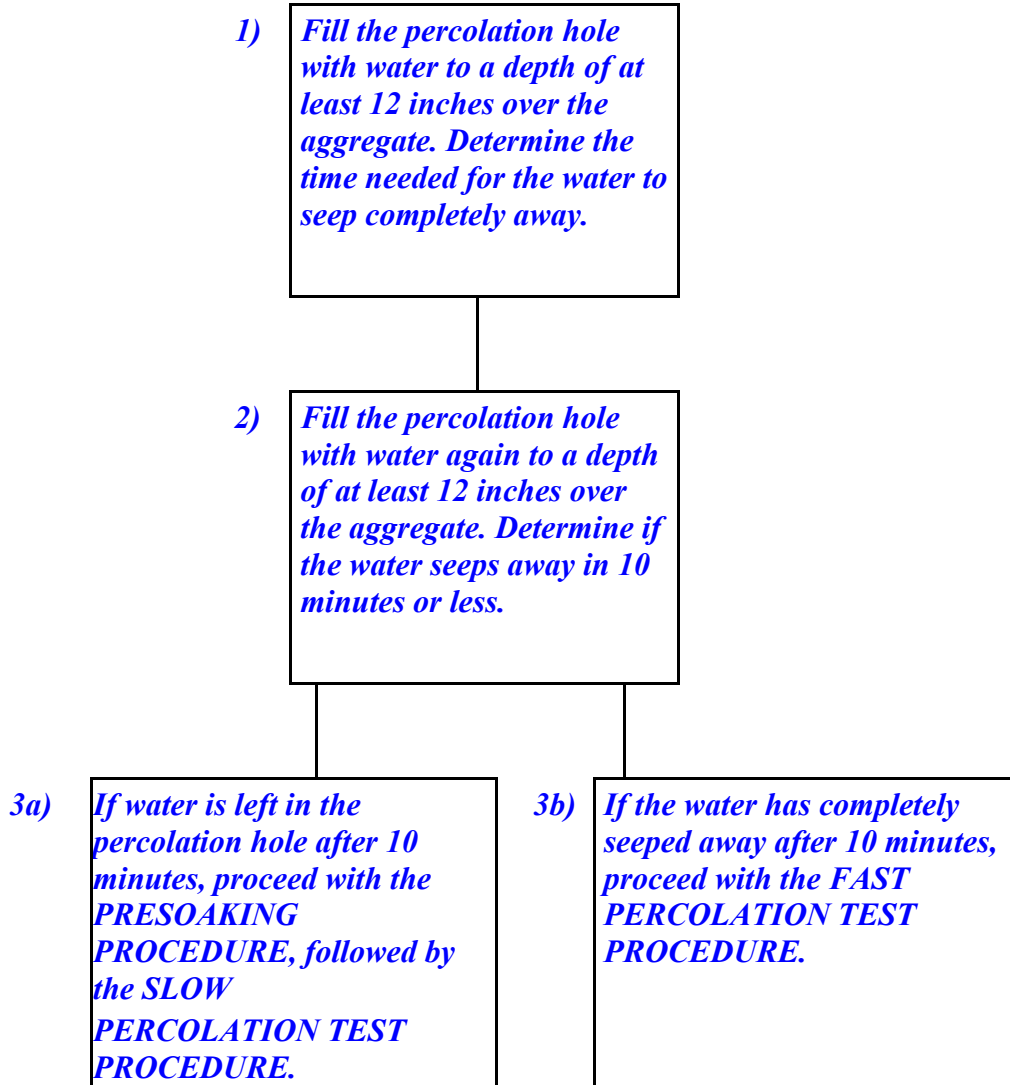 1) Fill the percolation hole
with water to a depth of at
least 12 inches over the
aggregate. Determine the
time needed for the water to
seep completely away.
2) Fill the percolation hole
with water again to a depth
of at least 12 inches over
the aggregate. Determine if
the water seeps away in 10
minutes or less.
3a) If water is left in the
percolation hole after 10
minutes, proceed with the
PRESOAKING
PROCEDURE, followed by
the SLOW
PERCOLATION TEST
PROCEDURE.
3b) If the water has completely
seeped away after 10 minutes,
proceed with the FAST
PERCOLATION TEST
PROCEDURE.